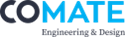 COMATE
Engineering & Design